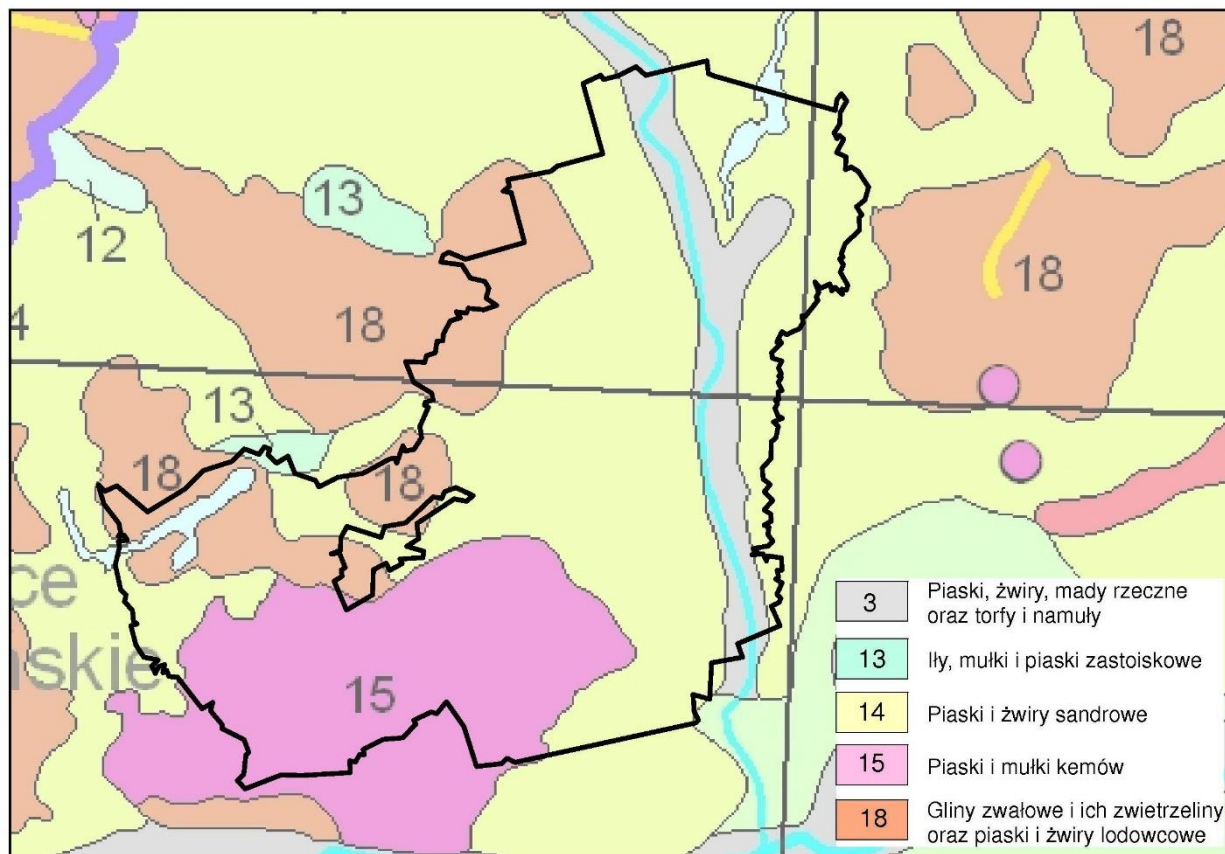 13
18
13
12
18
18
4
13
18
18
ce
nskie
15
3 Piaski, żwiry, mady rzeczne
oraz torfy i namuły
13 Iły, mułki i piaski zastoiskowe
14 Piaski i żwiry sandrowe
15 Piaski i mułki kemów
18 Gliny zwałowe i ich zwietrzeliny
oraz piaski i żwiry lodowcowe